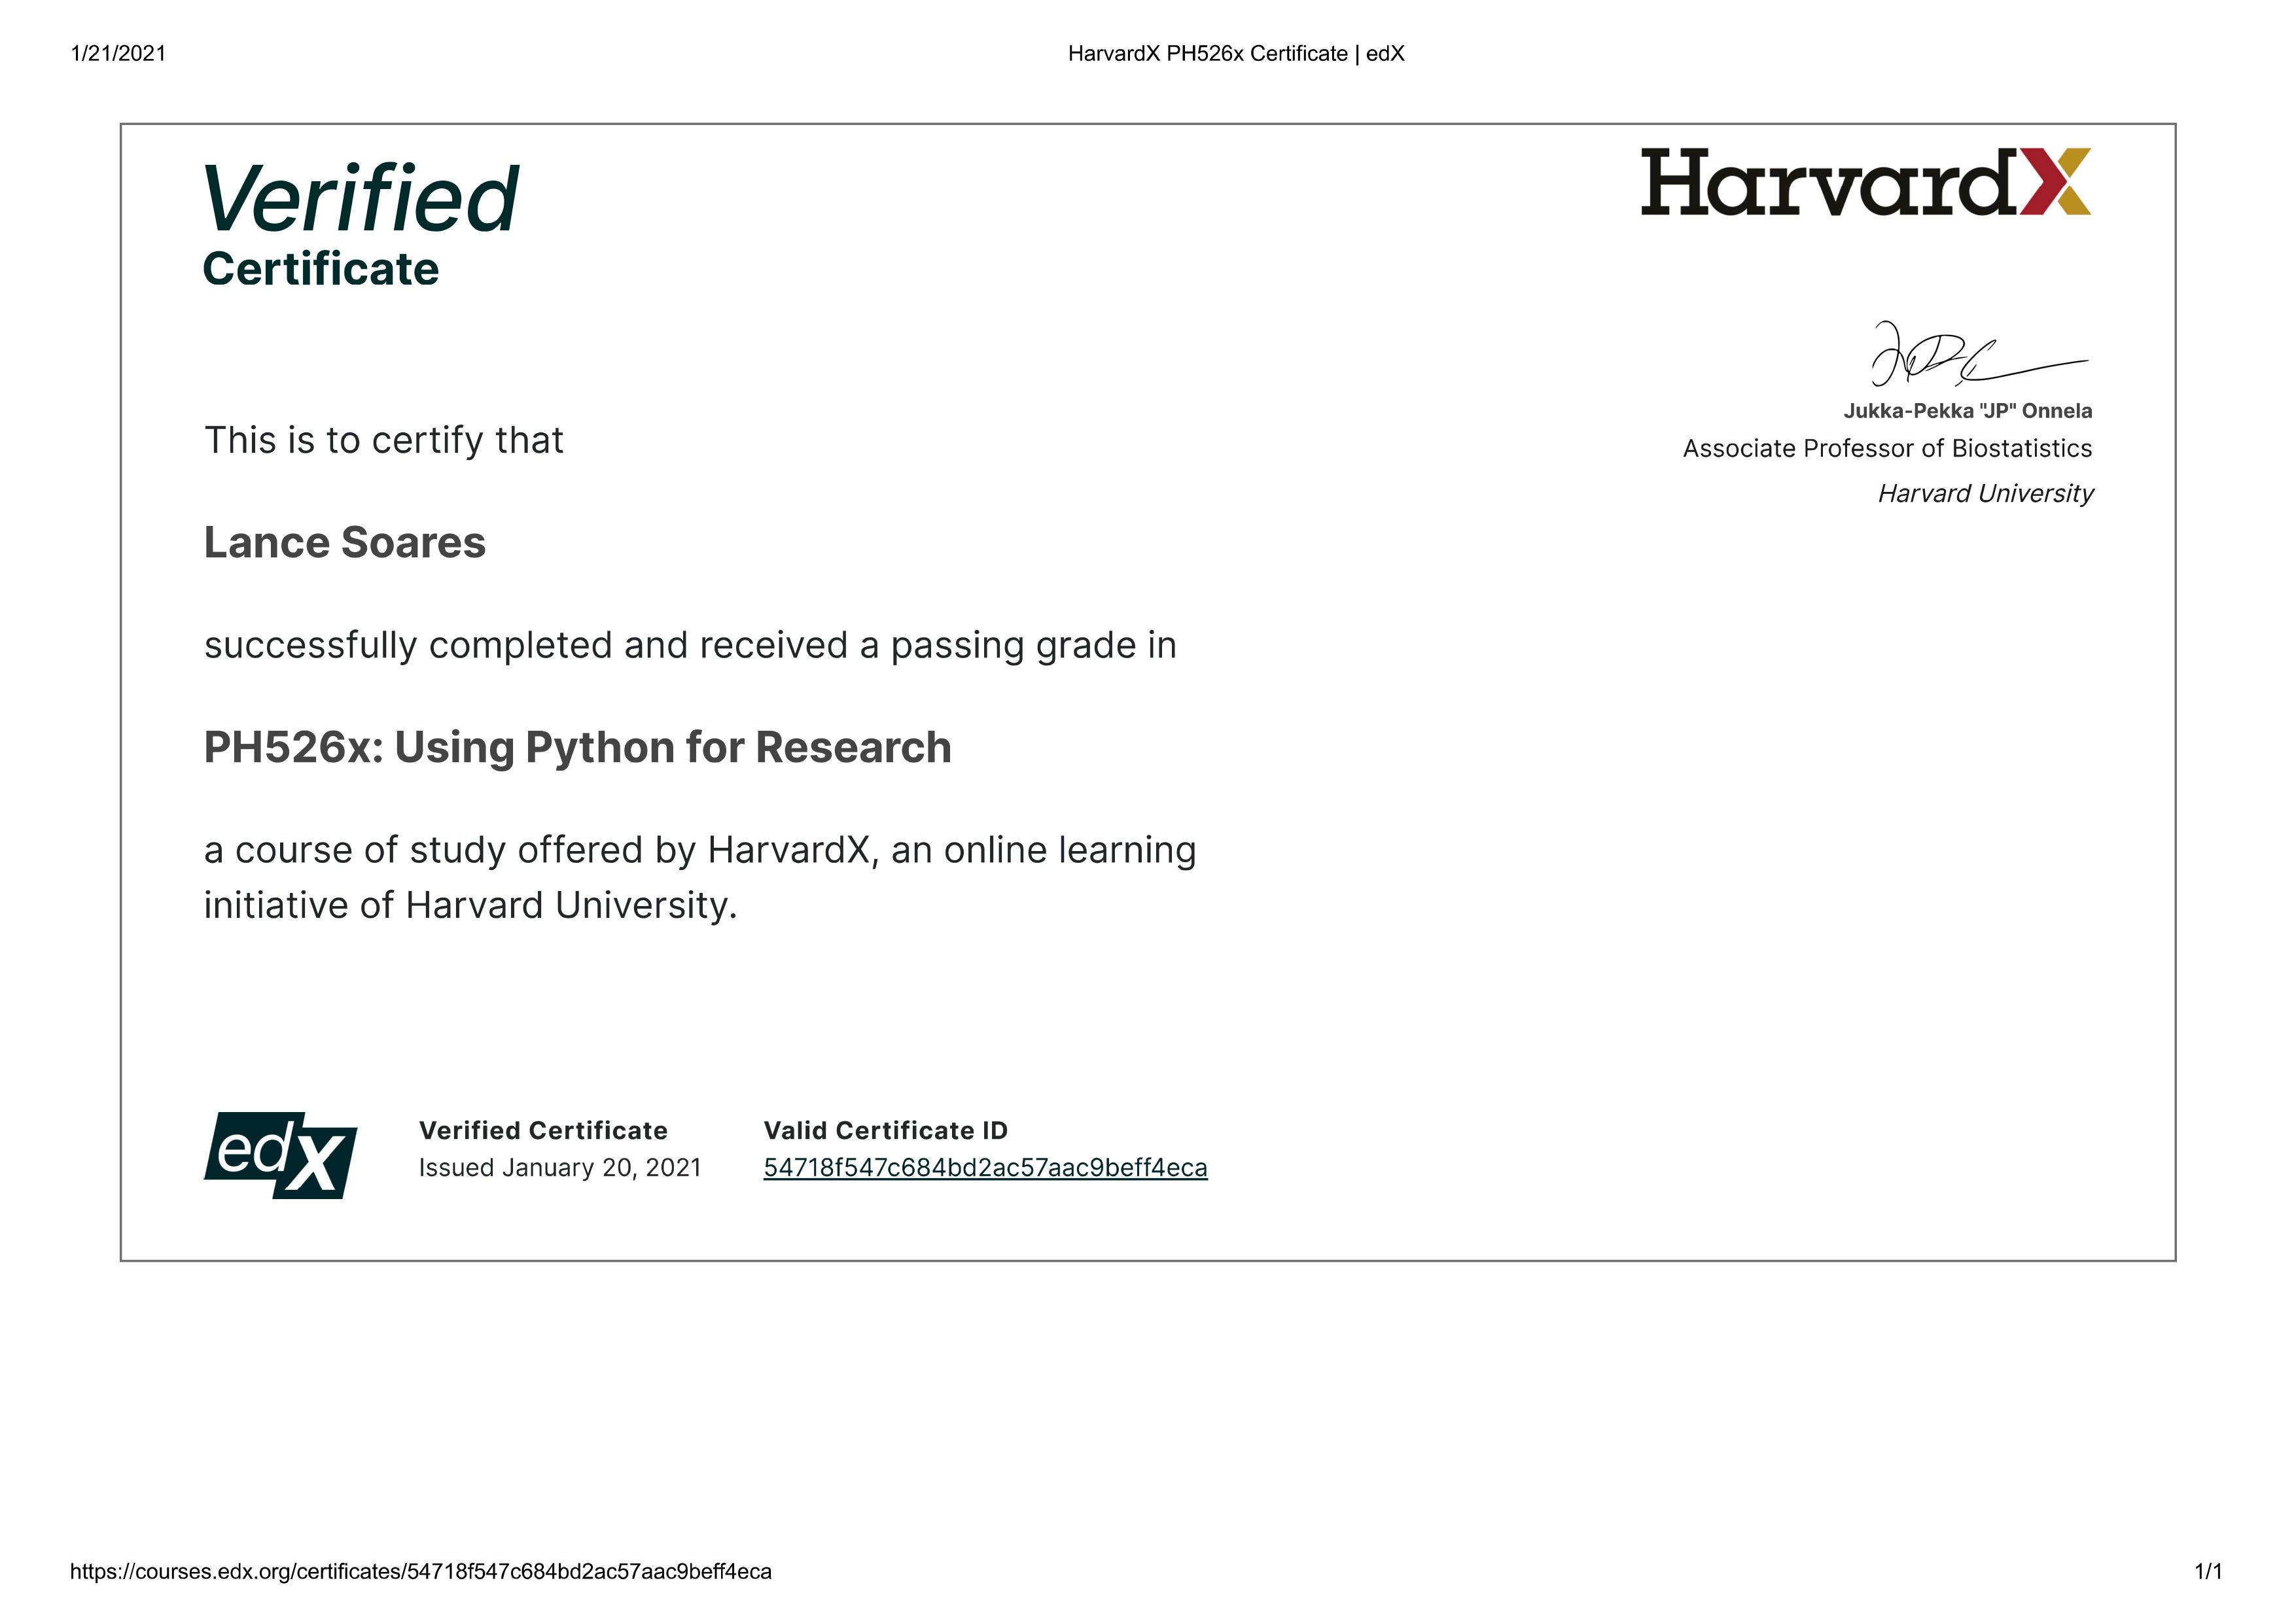 1/21/2021
HarvardX PH526x Certificate | edX
Verified
Certificate
HarvardX
Jukka-Pekka "JP" Onnela
Associate Professor of Biostatistics
Harvard University
This is to certify that
Lance Soares
successfully completed and received a passing grade in
PH526x: Using Python for Research
a course of study offered by HarvardX, an online learning
initiative of Harvard University.
edX
Verified Certificate
Issued January 20, 2021
Valid Certificate ID
54718f547c684bd2ac57aac9beff4eca
https://courses.edx.org/certificates/54718f547c684bd2ac57aac9beff4eca
1/1